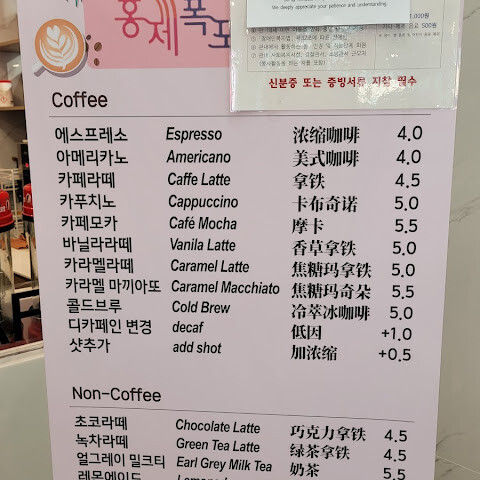 We deeply appreciate your patience and understanding.
홍제폭포
신분증 또는 증빙서류 지참 필수
Coffee
에스프레소 Espresso 浓缩咖啡 4.0
아메리카노 Americano 美式咖啡 4.0
카페라떼 Caffe Latte 拿铁 4.5
카푸치노 Cappuccino 卡布奇诺 5.0
카페모카 Café Mocha 摩卡 5.5
바닐라라떼 Vanila Latte 香草拿铁 5.0
카라멜라떼 Caramel Latte 焦糖玛拿铁 5.0
카라멜 마끼아또 Caramel Macchiato 焦糖玛奇朵 5.5
콜드브루 Cold Brew 冷萃冰咖啡 5.0
디카페인 변경 decaf 低因 +1.0
샷추가 add shot 加浓缩 +0.5
Non-Coffee
초코라떼 Chocolate Latte 巧克力拿铁 4.5
녹차라떼 Green Tea Latte 绿茶拿铁 4.5
얼그레이 밀크티 Earl Grey Milk Tea 奶茶 5.5
레몬에이드